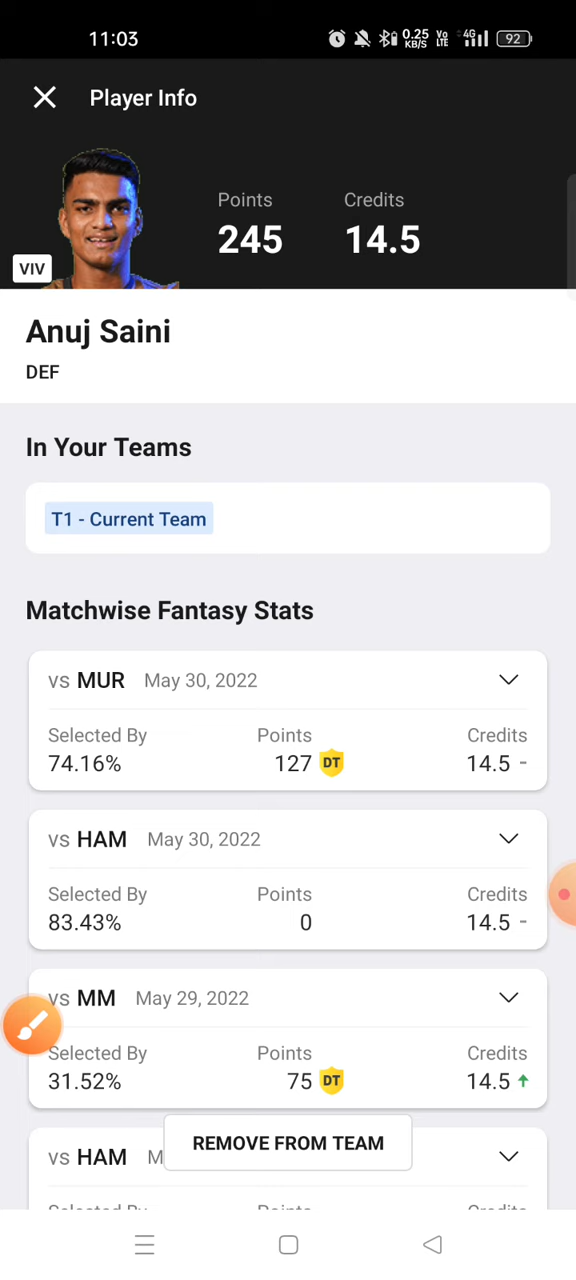 11:03 0.25 KB/S Vo LTE 4G 92
Player Info
Points Credits
245 14.5
VIV
Anuj Saini
DEF
In Your Teams
T1 - Current Team
Matchwise Fantasy Stats
vs MUR May 30, 2022
Selected By Points Credits
74.16% 127 DT 14.5 -
vs HAM May 30, 2022
Selected By Points Credits
83.43% 0 14.5 -
vs MM May 29, 2022
Selected By Points Credits
31.52% 75 DT 14.5
REMOVE FROM TEAM
vs HAM M
Selected By Points Credits